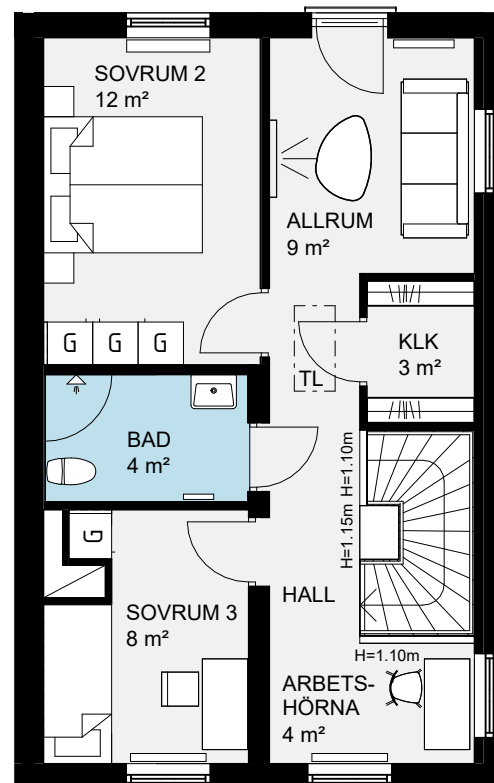 SOVRUM 2
12 m²
ALLRUM
9 m²
G G G
TL
KLK
3 m²
BAD
4 m²
H=1.15m H=1.10m
G
HALL
SOVRUM 3
8 m²
H=1.10m
ARBETS-
HÖRNA
4 m²